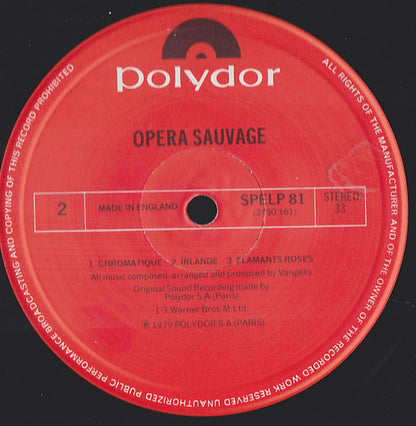 polydor
OPERA SAUVAGE
2
MADE IN ENGLAND
SPELP 81
(2490 161)
STEREO
33
1. CHROMATIQUE · 2. IRLANDE · 3. FLAMANTS ROSES
All music composed, arranged and produced by Vangelis
Original Sound Recording made by
Polydor S.A.(Paris)
1-3.Warner Bros.M.Ltd.
℗ 1979 POLYDOR S.A.(PARIS)
ALL RIGHTS OF THE MANUFACTURER AND OF THE OWNER OF THE RECORDED WORK RESERVED UNAUTHORIZED PUBLIC PERFORMANCE BROADCASTING AND COPYING OF THIS RECORD PROHIBITED